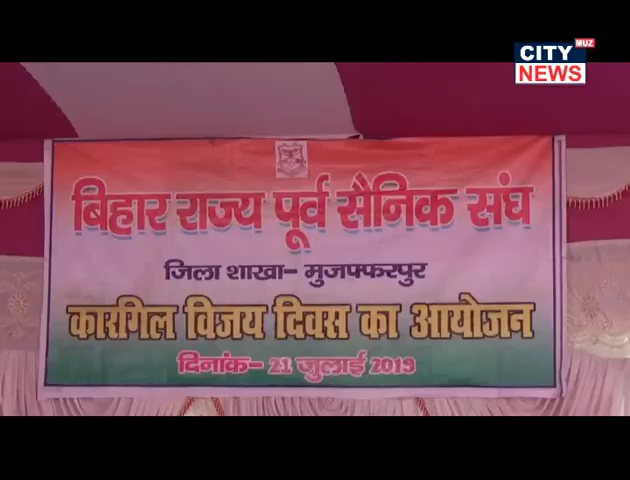 CITY MUZ
NEWS
बिहार राज्य पूर्व सैनिक संघ
जिला शाखा- मुजफ्फरपुर
कारगिल विजय दिवस का आयोजन
दिनांक- 21 जुलाई 2019